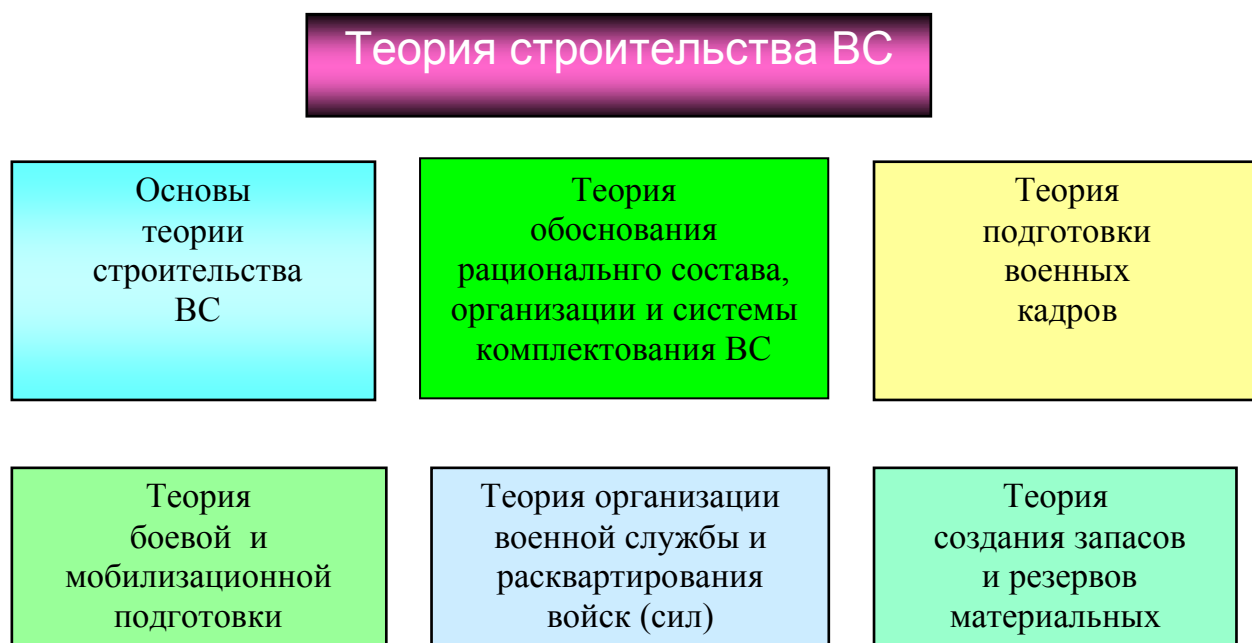 Теория строительства ВС
Основы
теории
строительства
ВС
Теория
обоснования
рациональнго состава,
организации и системы
комплектования ВС
Теория
подготовки
военных
кадров
Теория
боевой и
мобилизационной
подготовки
Теория организации
военной службы и
расквартирования
войск (сил)
Теория
создания запасов
и резервов
материальных